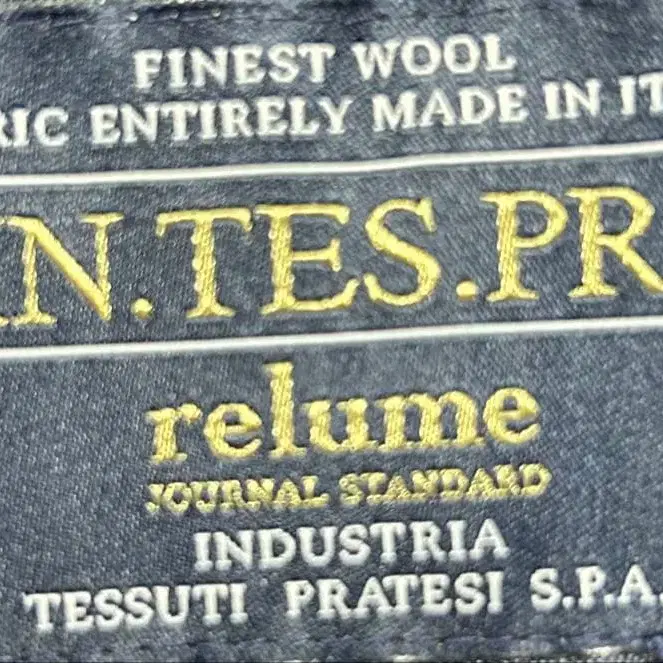 FINEST WOOL
RIC ENTIRELY MADE IN IT
N.TES.PR
relume
JOURNAL STANDARD
INDUSTRIA
TESSUTI PRATESI S.P.A.